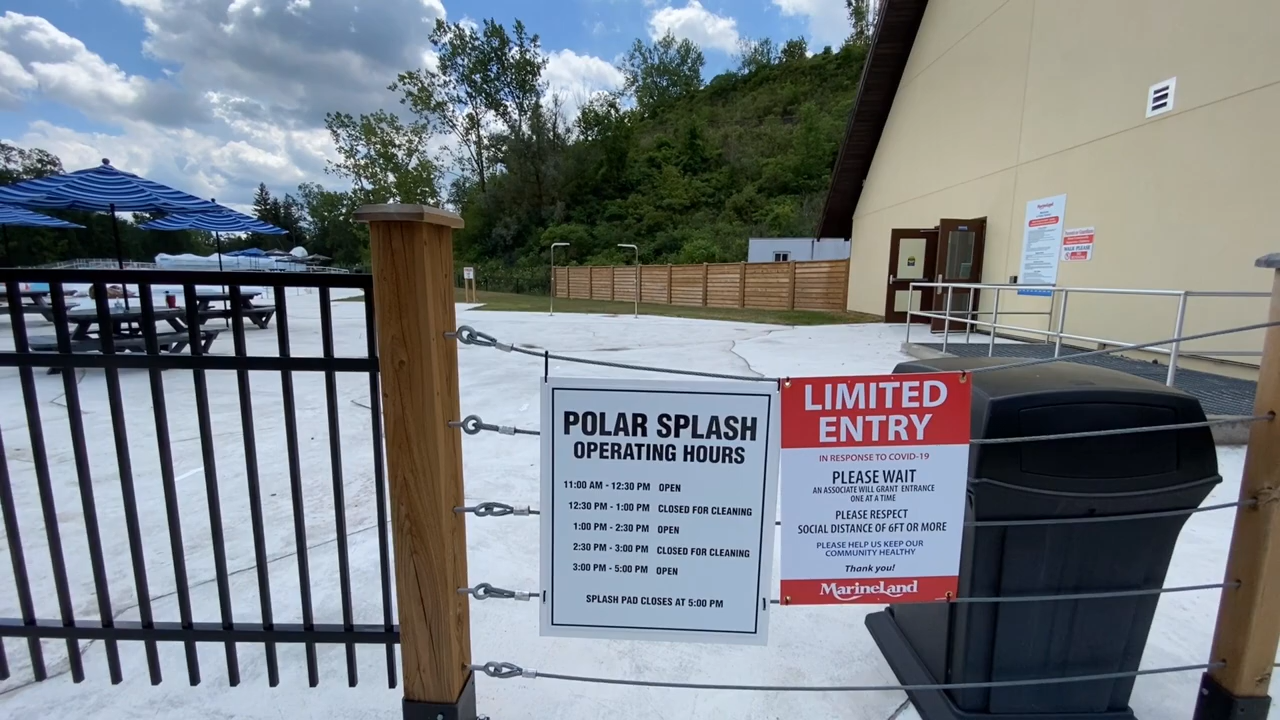 POLAR SPLASH
OPERATING HOURS
11:00 AM - 12:30 PM OPEN
12:30 PM - 1:00 PM CLOSED FOR CLEANING
1:00 PM - 2:30 PM OPEN
2:30 PM - 3:00 PM CLOSED FOR CLEANING
3:00 PM - 5:00 PM OPEN
SPLASH PAD CLOSES AT 5:00 PM
LIMITED
ENTRY
IN RESPONSE TO COVID-19
PLEASE WAIT
AN ASSOCIATE WILL GRANT ENTRANCE
ONE AT A TIME
PLEASE RESPECT
SOCIAL DISTANCE OF 6FT OR MORE
PLEASE HELP US KEEP OUR
COMMUNITY HEALTHY
Thank you!
MARINELAND
WALK PLEASE